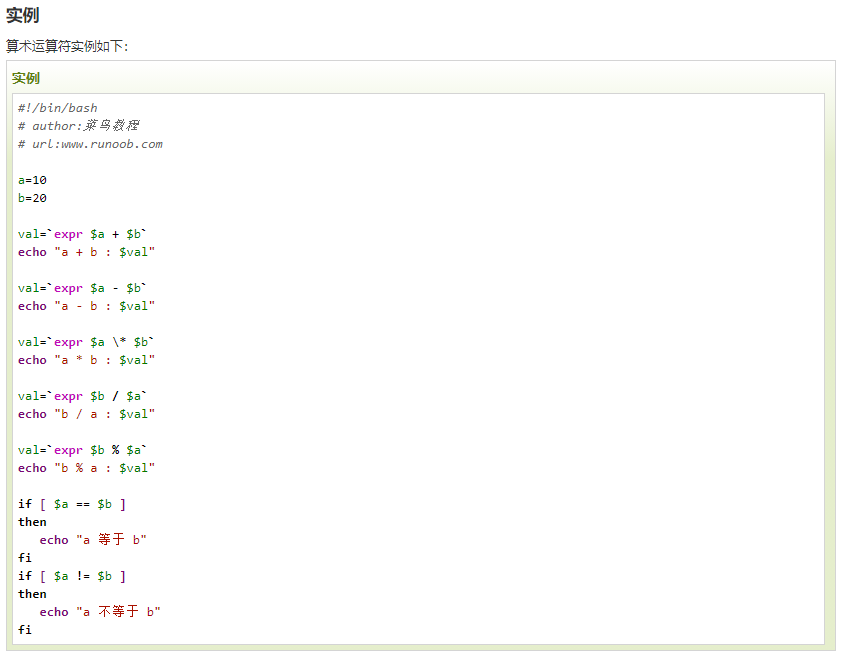 实例
算术运算符实例如下：
实例
#!/bin/bash
# author:菜鸟教程
# url:www.runoob.com
a=10
b=20
val=`expr $a + $b`
echo "a + b : $val"
val=`expr $a - $b`
echo "a - b : $val"
val=`expr $a \* $b`
echo "a * b : $val"
val=`expr $b / $a`
echo "b / a : $val"
val=`expr $b % $a`
echo "b % a : $val"
if [ $a == $b ]
then
   echo "a 等于 b"
fi
if [ $a != $b ]
then
   echo "a 不等于 b"
fi